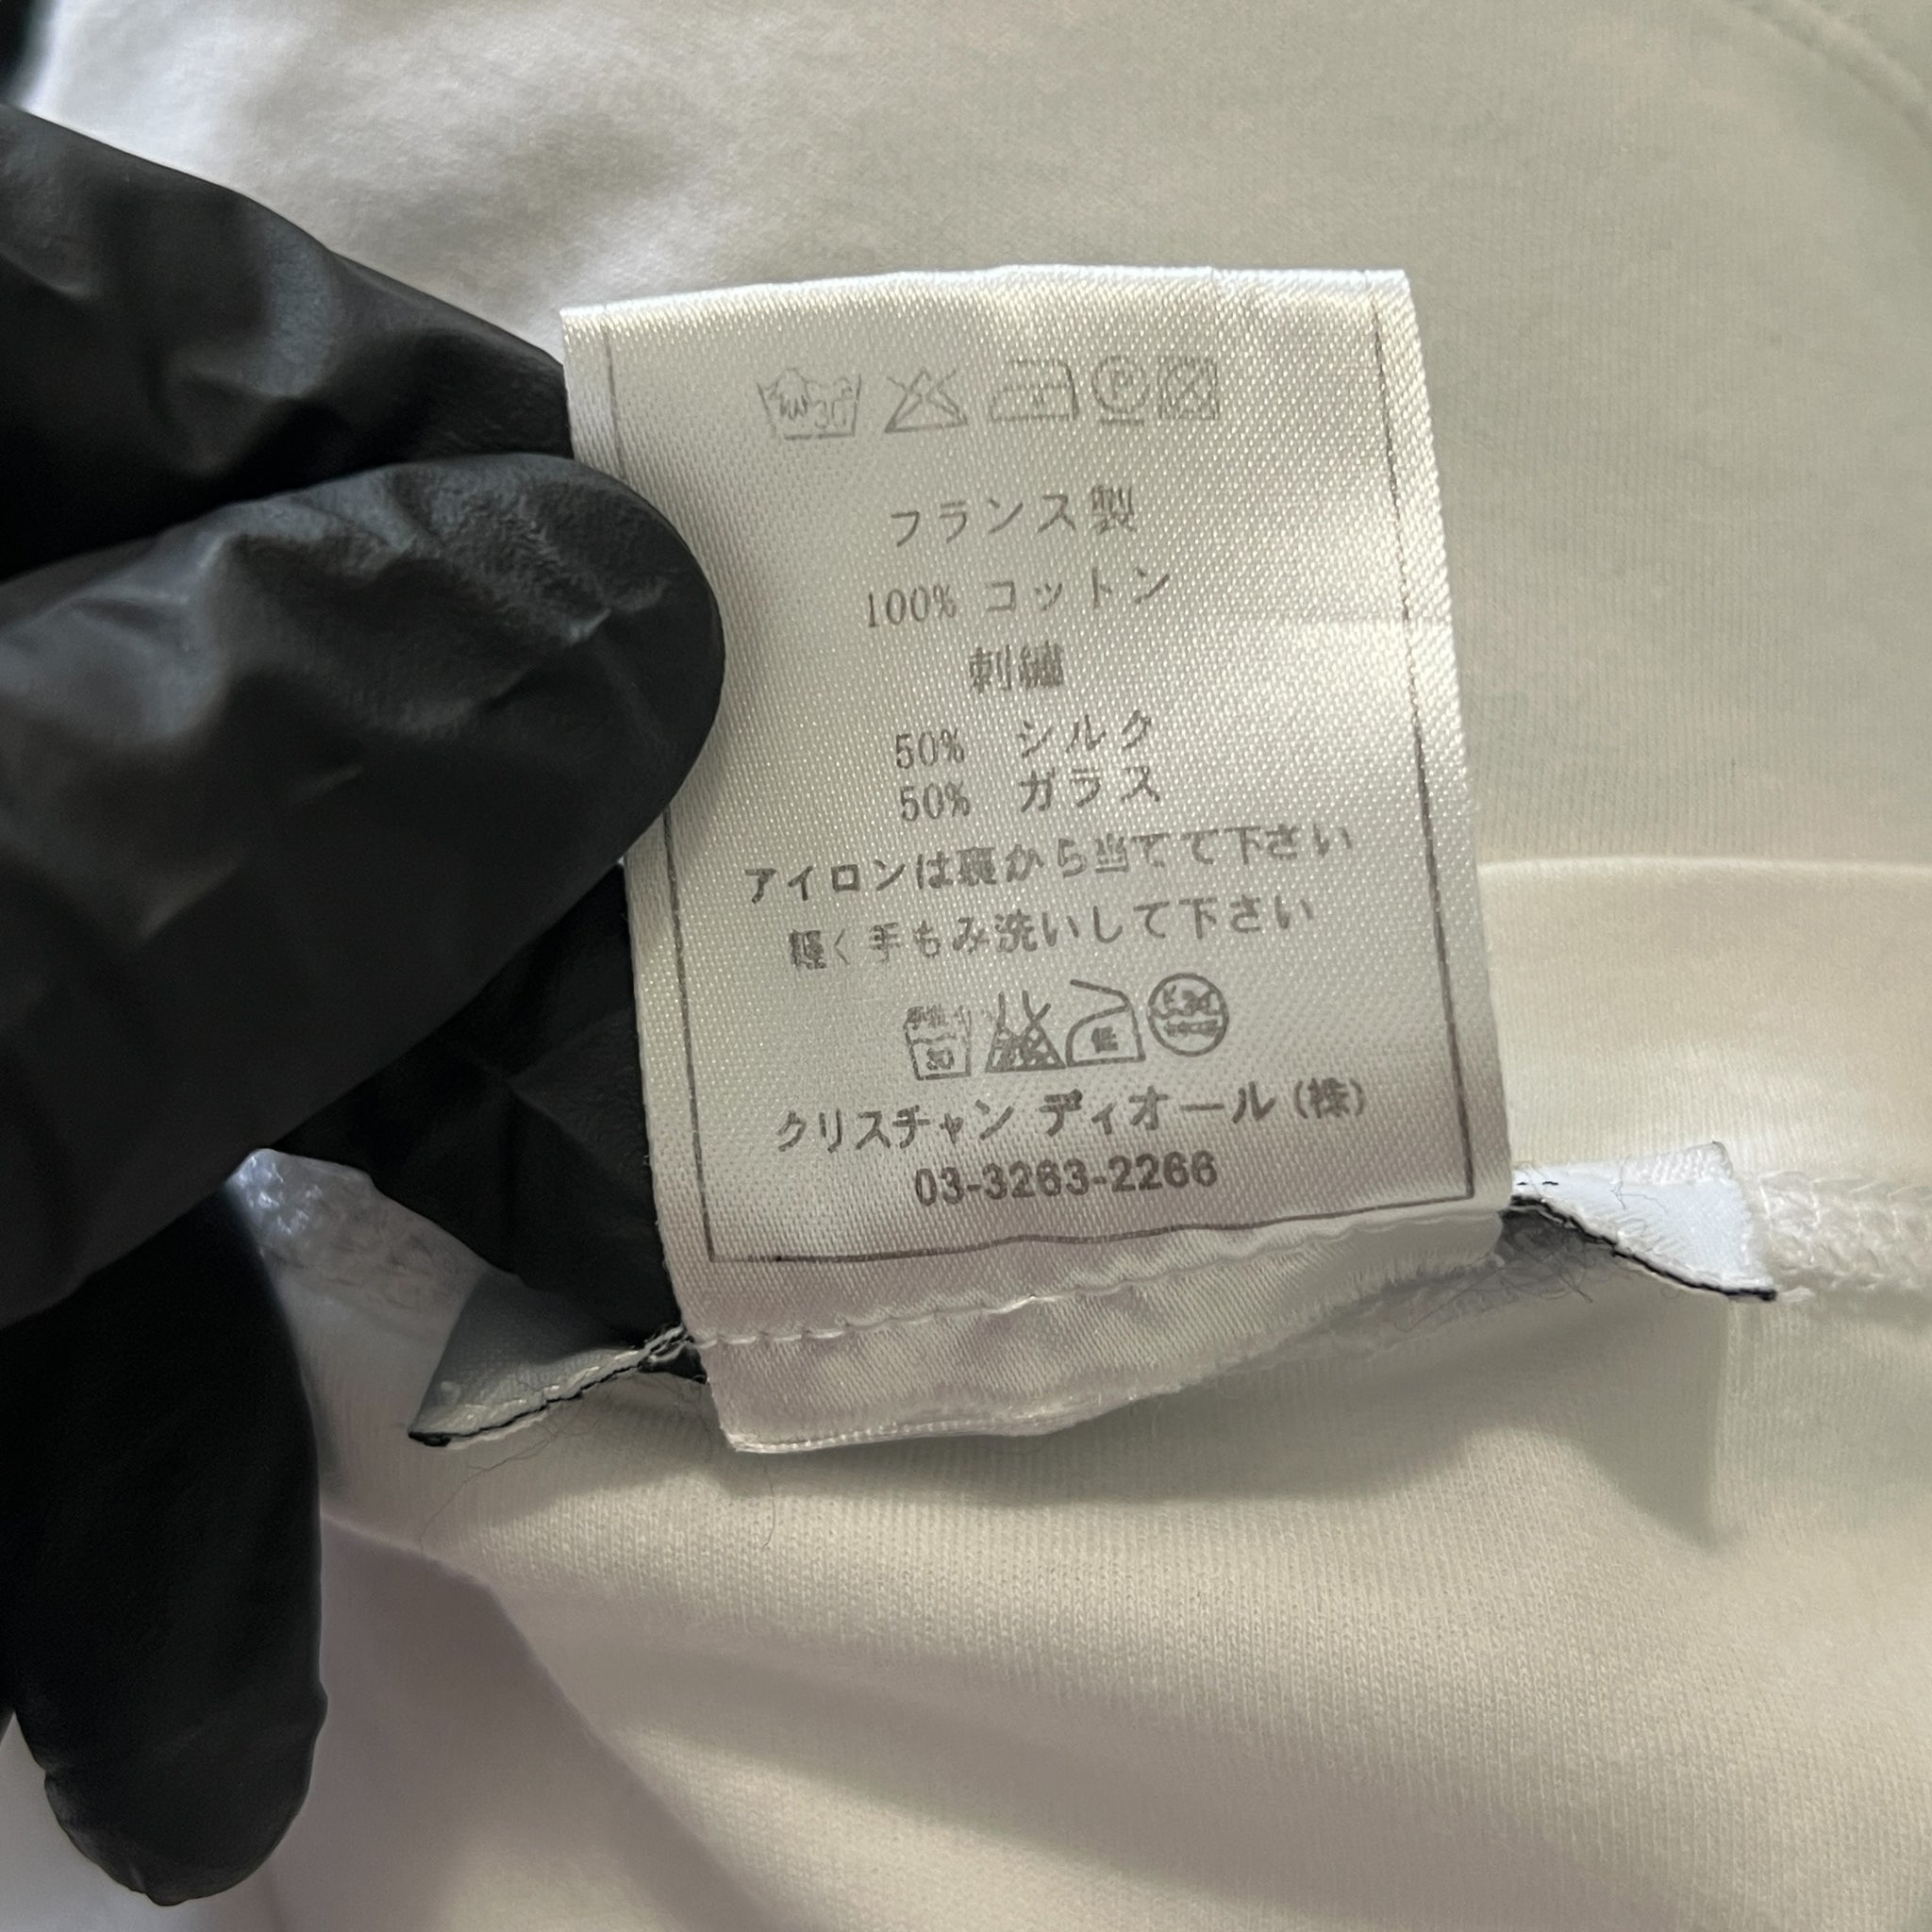 30°
フランス製
100% コットン
刺繍
50% シルク
50% ガラス
アイロンは裏から当てて下さい
軽く手もみ洗いして下さい
30 低
クリスチャン ディオール (株)
03-3263-2266